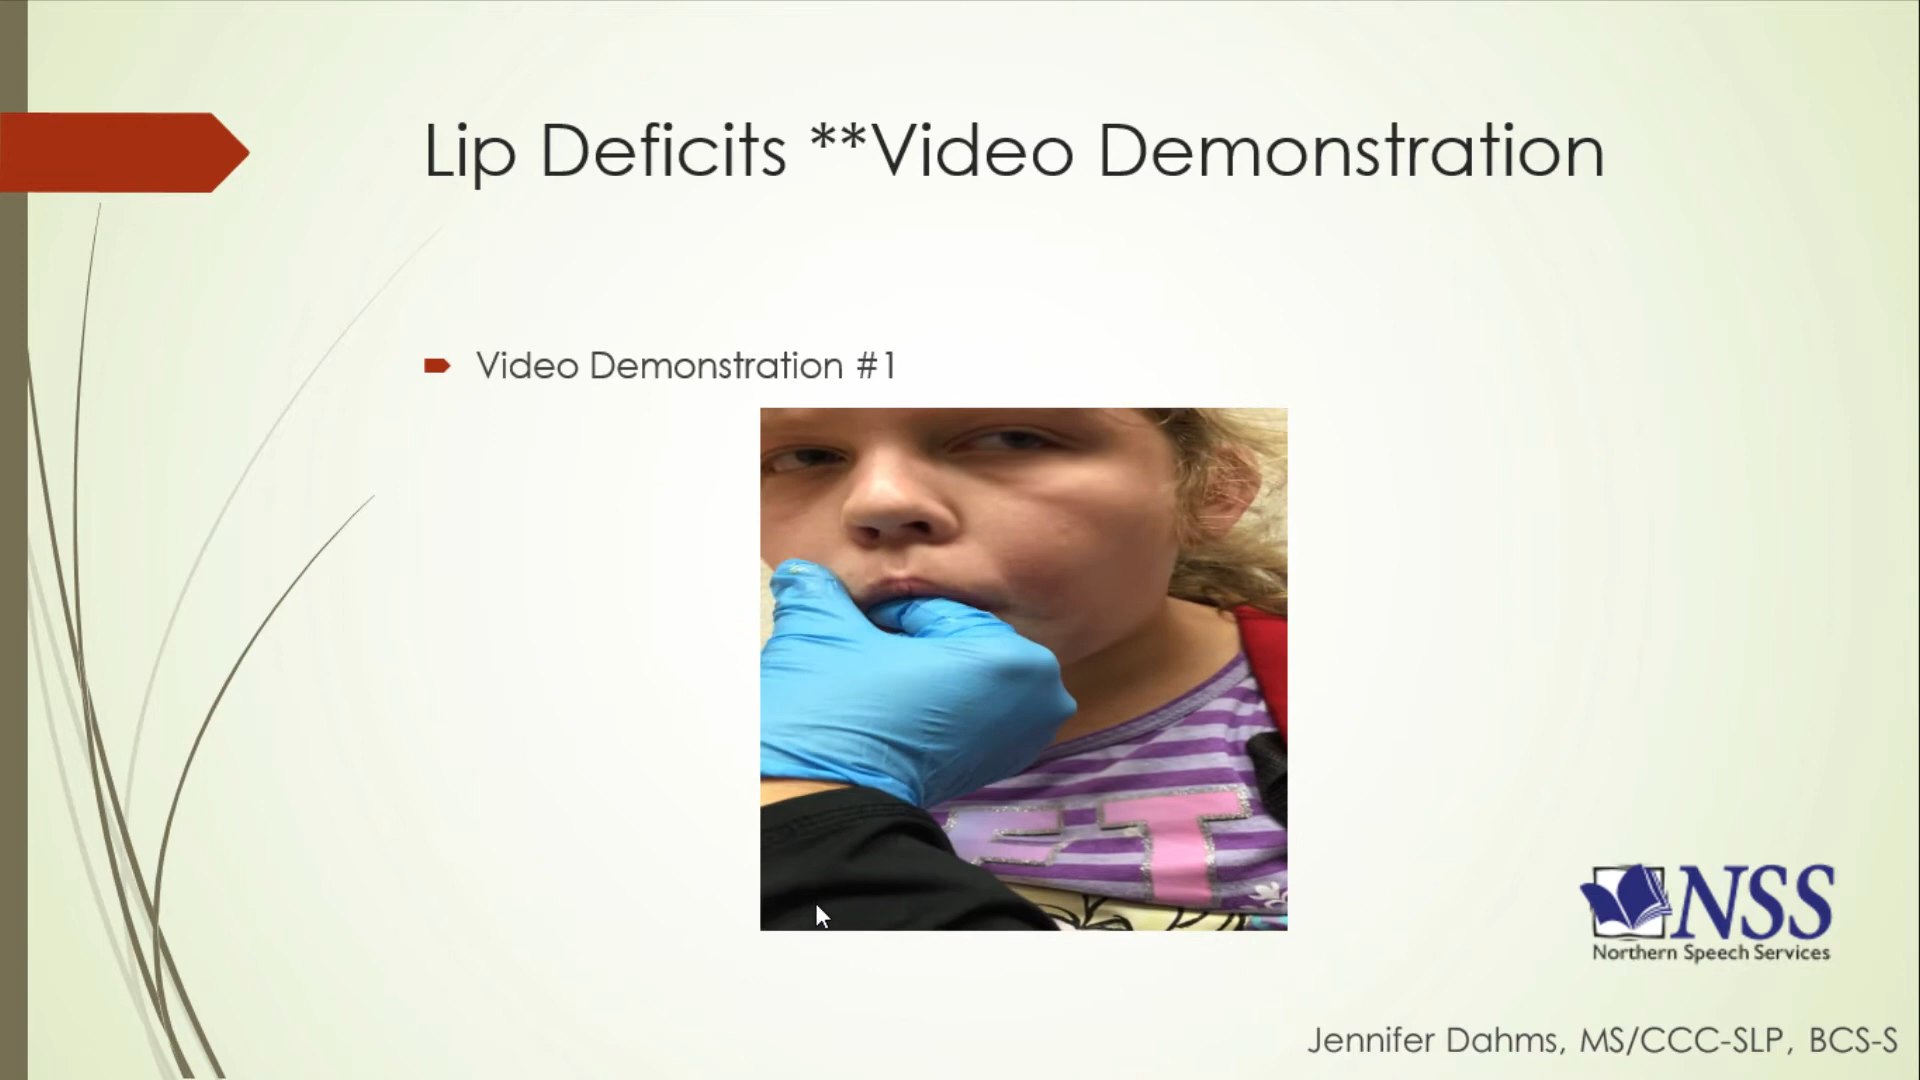 Lip Deficits **Video Demonstration
Video Demonstration #1
NSS
Northern Speech Services
Jennifer Dahms, MS/CCC-SLP, BCS-S